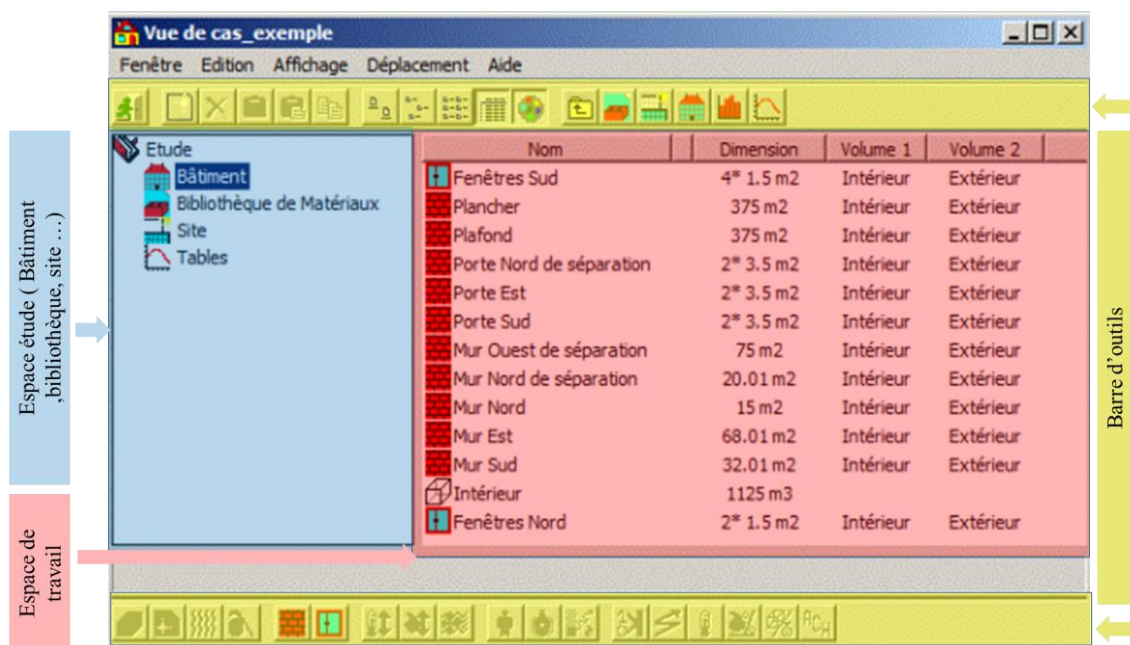 Vue de cas_exemple
Fenêtre Edition Affichage Déplacement Aide
Etude
Bâtiment
Bibliothèque de Matériaux
Site
Tables
Nom Dimension Volume 1 Volume 2
Fenêtres Sud 4* 1.5 m2 Intérieur Extérieur
Plancher 375 m2 Intérieur Extérieur
Plafond 375 m2 Intérieur Extérieur
Porte Nord de séparation 2* 3.5 m2 Intérieur Extérieur
Porte Est 2* 3.5 m2 Intérieur Extérieur
Porte Sud 2* 3.5 m2 Intérieur Extérieur
Mur Ouest de séparation 75 m2 Intérieur Extérieur
Mur Nord de séparation 20.01 m2 Intérieur Extérieur
Mur Nord 15 m2 Intérieur Extérieur
Mur Est 68.01 m2 Intérieur Extérieur
Mur Sud 32.01 m2 Intérieur Extérieur
Intérieur 1125 m3
Fenêtres Nord 2* 1.5 m2 Intérieur Extérieur
Espace étude ( Bâtiment
,bibliothèque, site …)
Espace de
travail
Barre d’outils
ACH